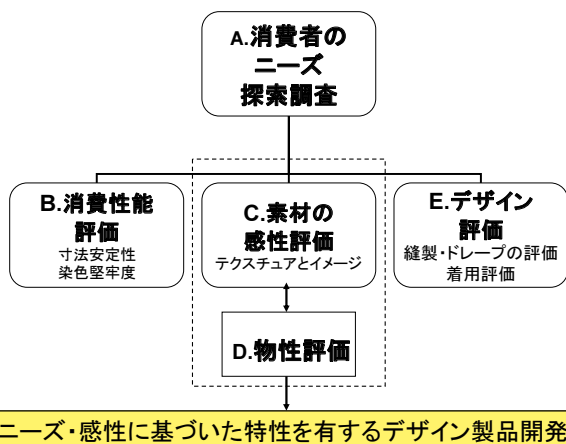 A.消費者の
ニーズ
探索調査
B.消費性能
評価
寸法安定性
染色堅牢度
C.素材の
感性評価
テクスチュアとイメージ
E.デザイン
評価
縫製・ドレープの評価
着用評価
D.物性評価
ニーズ・感性に基づいた特性を有するデザイン製品開発